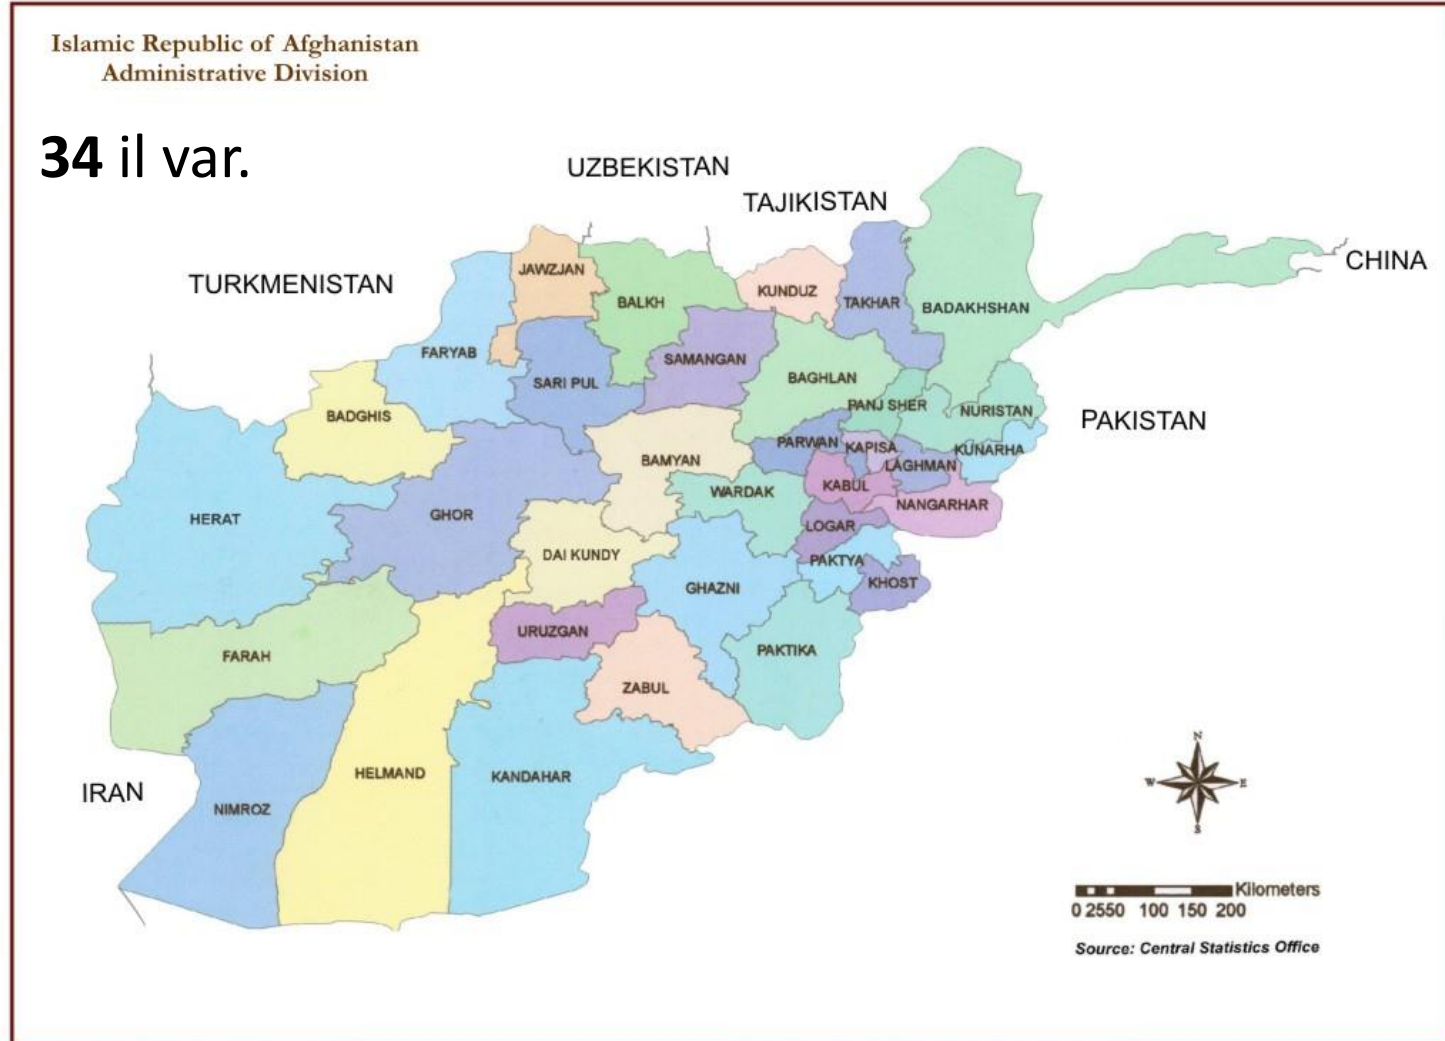 Islamic Republic of Afghanistan
Administrative Division
34 il var.
UZBEKISTAN
TAJIKISTAN
CHINA
TURKMENISTAN
JAWZJAN
BALKH
KUNDUZ
TAKHAR
BADAKHSHAN
FARYAB
SARI PUL
SAMANGAN
BAGHLAN
PANJ SHER
NURISTAN
PAKISTAN
BADGHIS
PARWAN
KAPISA
KUNARHA
BAMYAN
LAGHMAN
HERAT
GHOR
WARDAK
KABUL
NANGARHAR
LOGAR
DAI KUNDY
PAKTYA
GHAZNI
KHOST
URUZGAN
FARAH
PAKTIKA
ZABUL
HELMAND
KANDAHAR
IRAN
NIMROZ
N
W
E
S
Kilometers
0 2550 100 150 200
Source: Central Statistics Office